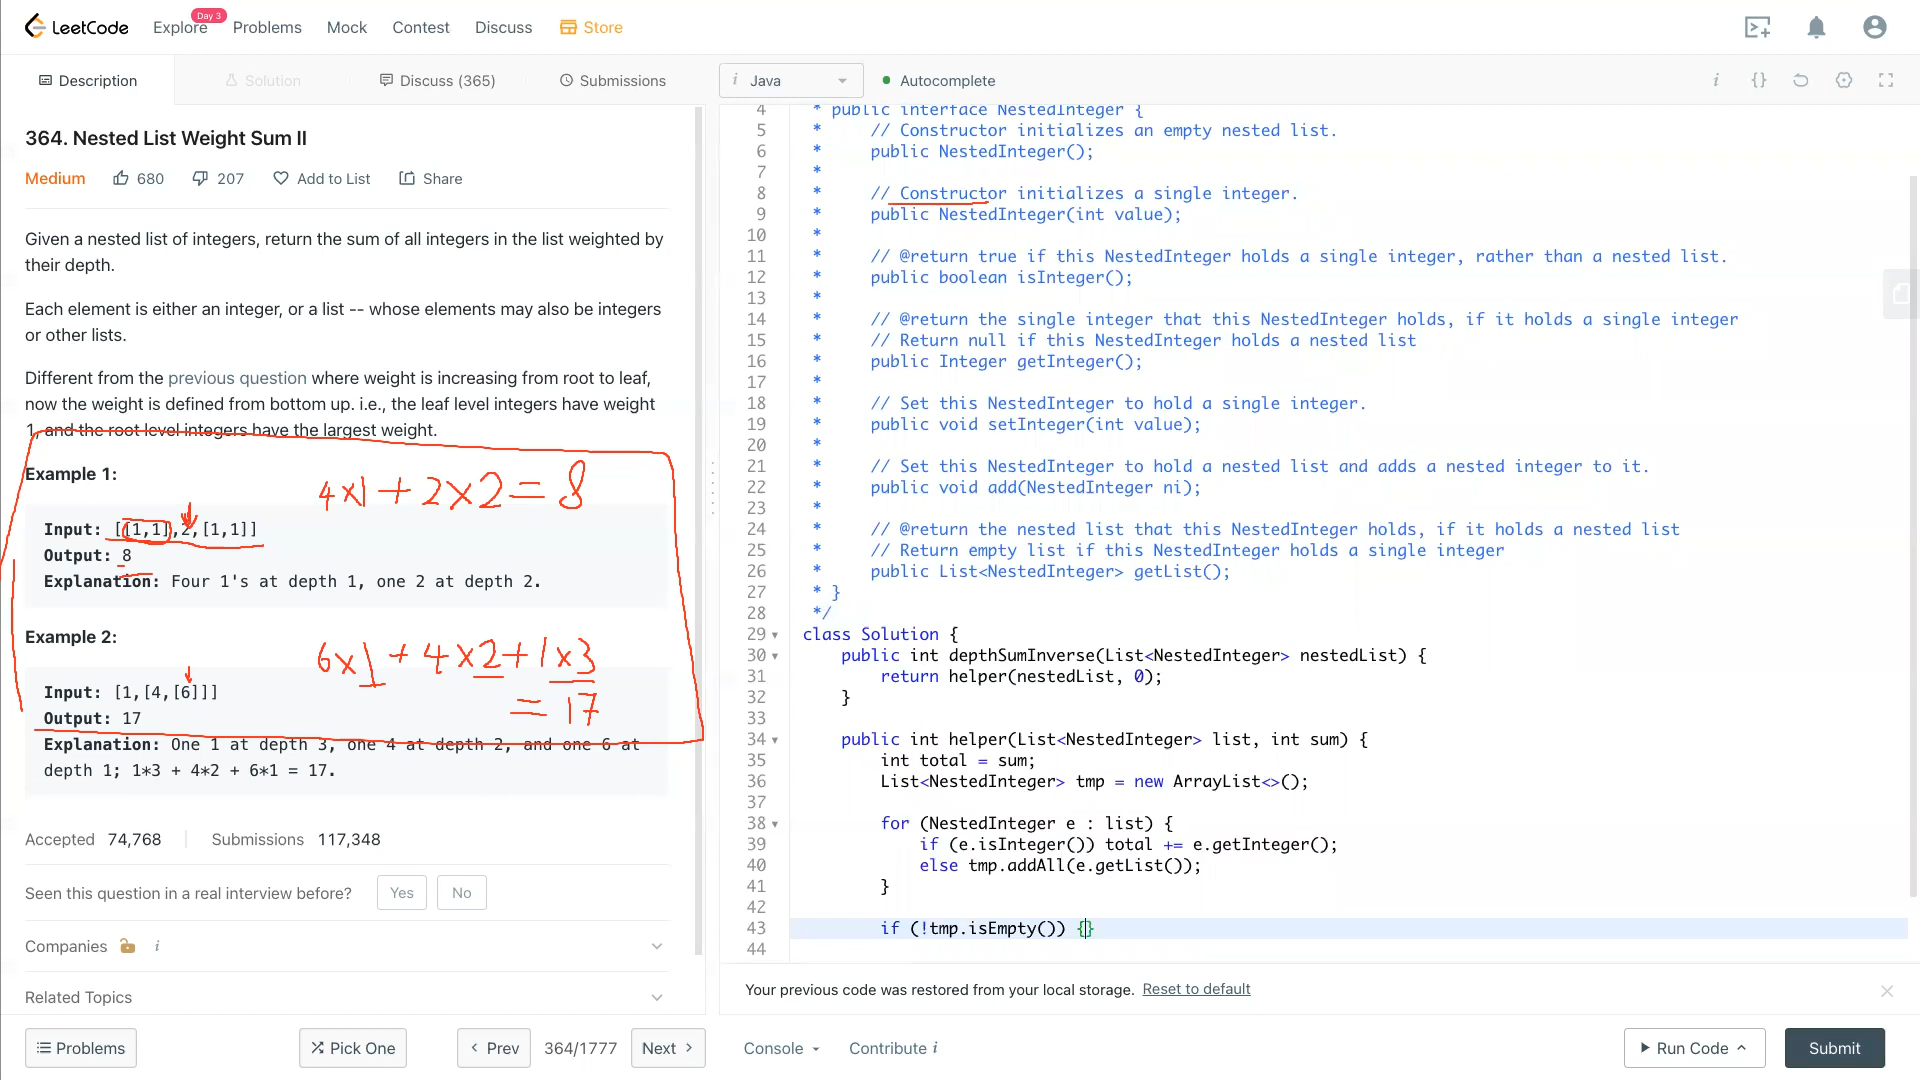 LeetCode Explore Day 3 Problems Mock Contest Discuss Store
Description Solution Discuss (365) Submissions
364. Nested List Weight Sum II
Medium 680 207 Add to List Share
Given a nested list of integers, return the sum of all integers in the list weighted by
their depth.
Each element is either an integer, or a list -- whose elements may also be integers
or other lists.
Different from the previous question where weight is increasing from root to leaf,
now the weight is defined from bottom up. i.e., the leaf level integers have weight
1, and the root level integers have the largest weight.
Example 1:
4x1+2x2=8
Input: [[1,1],2,[1,1]]
Output: 8
Explanation: Four 1's at depth 1, one 2 at depth 2.
Example 2:
6x1+4x2+1x3
=17
Input: [1,[4,[6]]]
Output: 17
Explanation: One 1 at depth 3, one 4 at depth 2, and one 6 at
depth 1; 1*3 + 4*2 + 6*1 = 17.
Accepted 74,768 Submissions 117,348
Seen this question in a real interview before? Yes No
Companies i
Related Topics
Problems Pick One < Prev 364/1777 Next >
i Java Autocomplete i {}
4 * public interface NestedInteger {
5 * // Constructor initializes an empty nested list.
6 * public NestedInteger();
7 *
8 * // Constructor initializes a single integer.
9 * public NestedInteger(int value);
10 *
11 * // @return true if this NestedInteger holds a single integer, rather than a nested list.
12 * public boolean isInteger();
13 *
14 * // @return the single integer that this NestedInteger holds, if it holds a single integer
15 * // Return null if this NestedInteger holds a nested list
16 * public Integer getInteger();
17 *
18 * // Set this NestedInteger to hold a single integer.
19 * public void setInteger(int value);
20 *
21 * // Set this NestedInteger to hold a nested list and adds a nested integer to it.
22 * public void add(NestedInteger ni);
23 *
24 * // @return the nested list that this NestedInteger holds, if it holds a nested list
25 * // Return empty list if this NestedInteger holds a single integer
26 * public List<NestedInteger> getList();
27 * }
28 */
29 class Solution {
30 public int depthSumInverse(List<NestedInteger> nestedList) {
31 return helper(nestedList, 0);
32 }
33
34 public int helper(List<NestedInteger> list, int sum) {
35 int total = sum;
36 List<NestedInteger> tmp = new ArrayList<>();
37
38 for (NestedInteger e : list) {
39 if (e.isInteger()) total += e.getInteger();
40 else tmp.addAll(e.getList());
41 }
42
43 if (!tmp.isEmpty()) {}
44
Your previous code was restored from your local storage. Reset to default
Console Contribute i Run Code Submit